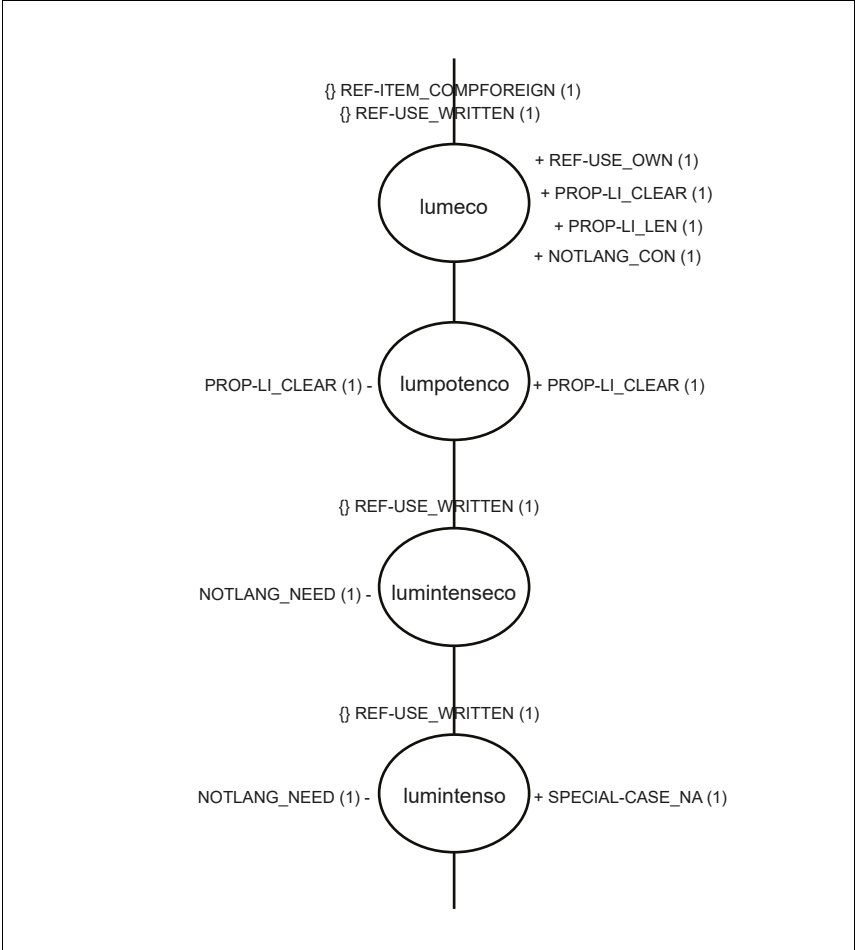 {} REF-ITEM_COMPFOREIGN (1)
{} REF-USE_WRITTEN (1)
+ REF-USE_OWN (1)
+ PROP-LI_CLEAR (1)
lumeco
+ PROP-LI_LEN (1)
+ NOTLANG_CON (1)
PROP-LI_CLEAR (1) - lumpotenco + PROP-LI_CLEAR (1)
{} REF-USE_WRITTEN (1)
NOTLANG_NEED (1) - lumintenseco
{} REF-USE_WRITTEN (1)
NOTLANG_NEED (1) - lumintenso + SPECIAL-CASE_NA (1)